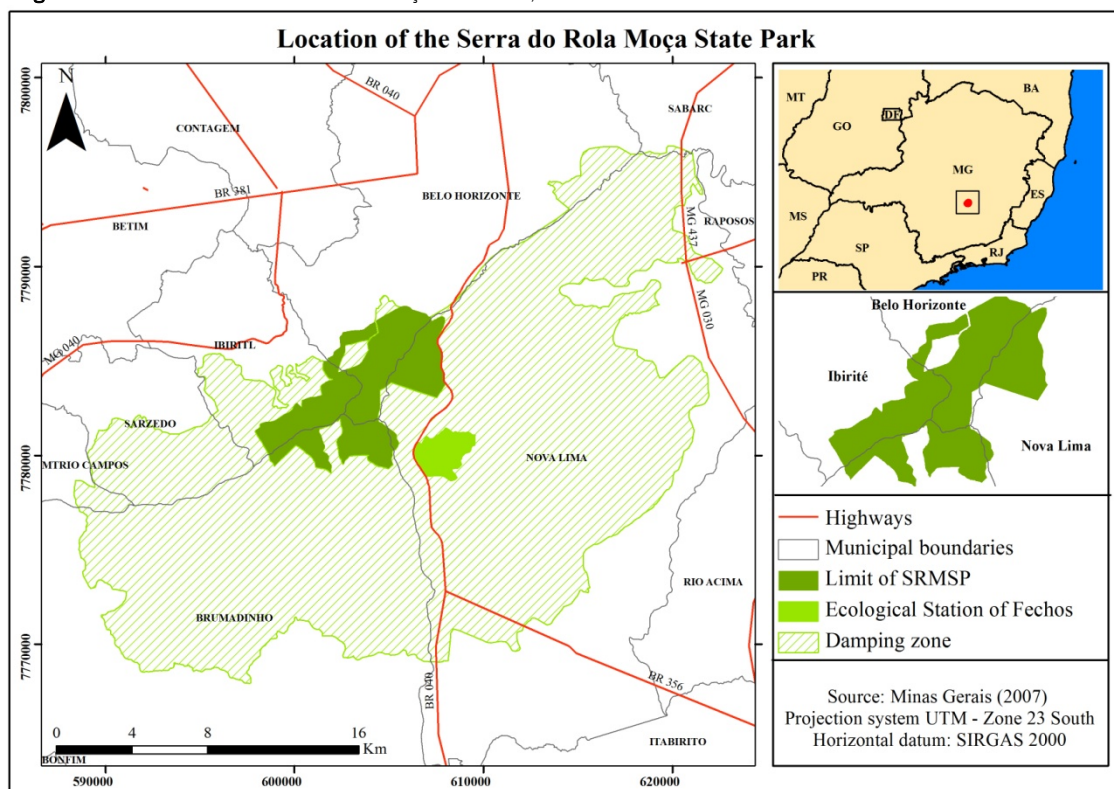 Location of the Serra do Rola Moça State Park
N
7800000
7790000
7780000
7770000
BR 040
CONTAGEM
SABARC
BR 381
BELO HORIZONTE
BETIM
MG 437
RAPOSOS
MG 030
MG 040
IBIRITL
SARZEDO
MTRIO CAMPOS
NOVA LIMA
RIO ACIMA
BRUMADINHO
BR 040
BR 356
ITABIRITO
BONFIM
0 4 8 16
Km
590000 600000 610000 620000
MT
BA
GO
DF
MG
ES
MS
SP
RJ
PR
Belo Horizonte
Ibirité
Nova Lima
Highways
Municipal boundaries
Limit of SRMSP
Ecological Station of Fechos
Damping zone
Source: Minas Gerais (2007)
Projection system UTM - Zone 23 South
Horizontal datum: SIRGAS 2000